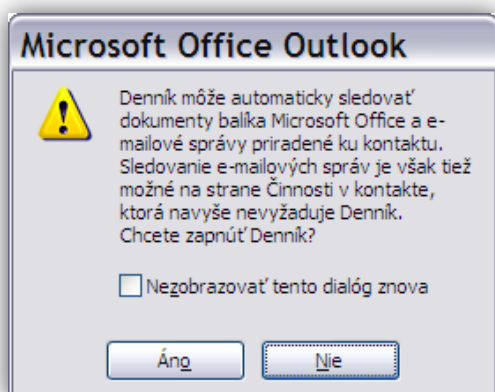 Microsoft Office Outlook
Denník môže automaticky sledovať
dokumenty balíka Microsoft Office a e-
mailové správy priradené ku kontaktu.
Sledovanie e-mailových správ je však tiež
možné na strane Činnosti v kontakte,
ktorá navyše nevyžaduje Denník.
Chcete zapnúť Denník?
Nezobrazovať tento dialóg znova
Áno
Nie